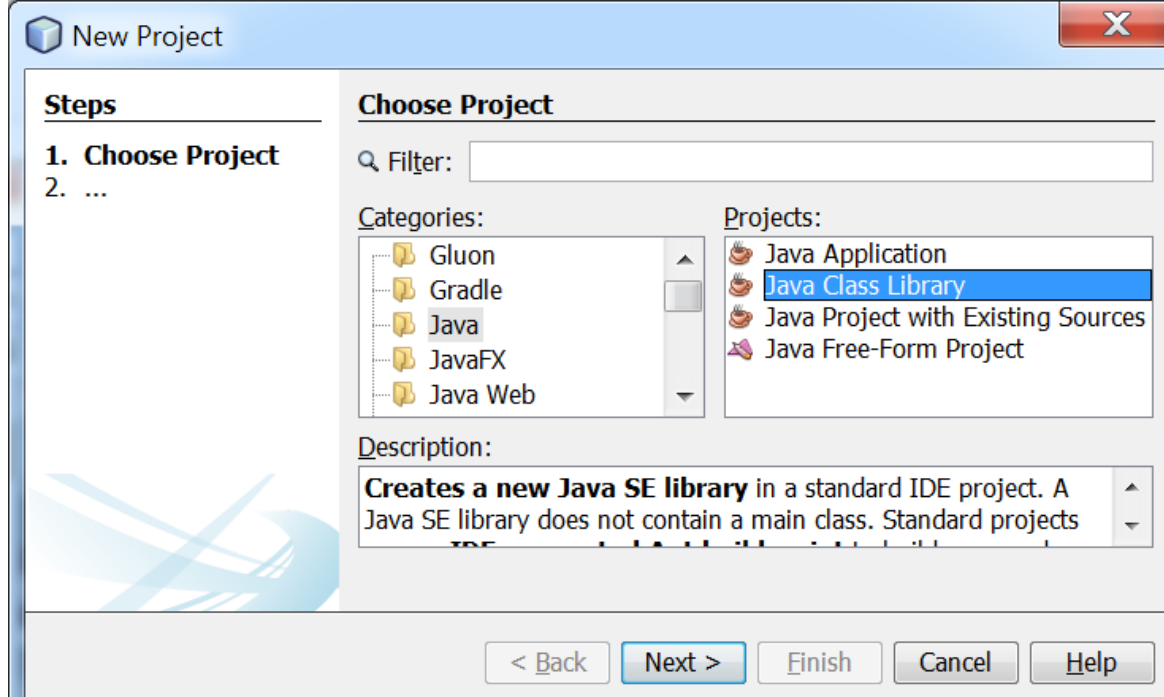 New Project
Steps
1. Choose Project
2. ...
Choose Project
Filter:
Categories:
Gluon
Gradle
Java
JavaFX
Java Web
Projects:
Java Application
Java Class Library
Java Project with Existing Sources
Java Free-Form Project
Description:
Creates a new Java SE library in a standard IDE project. A
Java SE library does not contain a main class. Standard projects
< Back
Next >
Finish
Cancel
Help